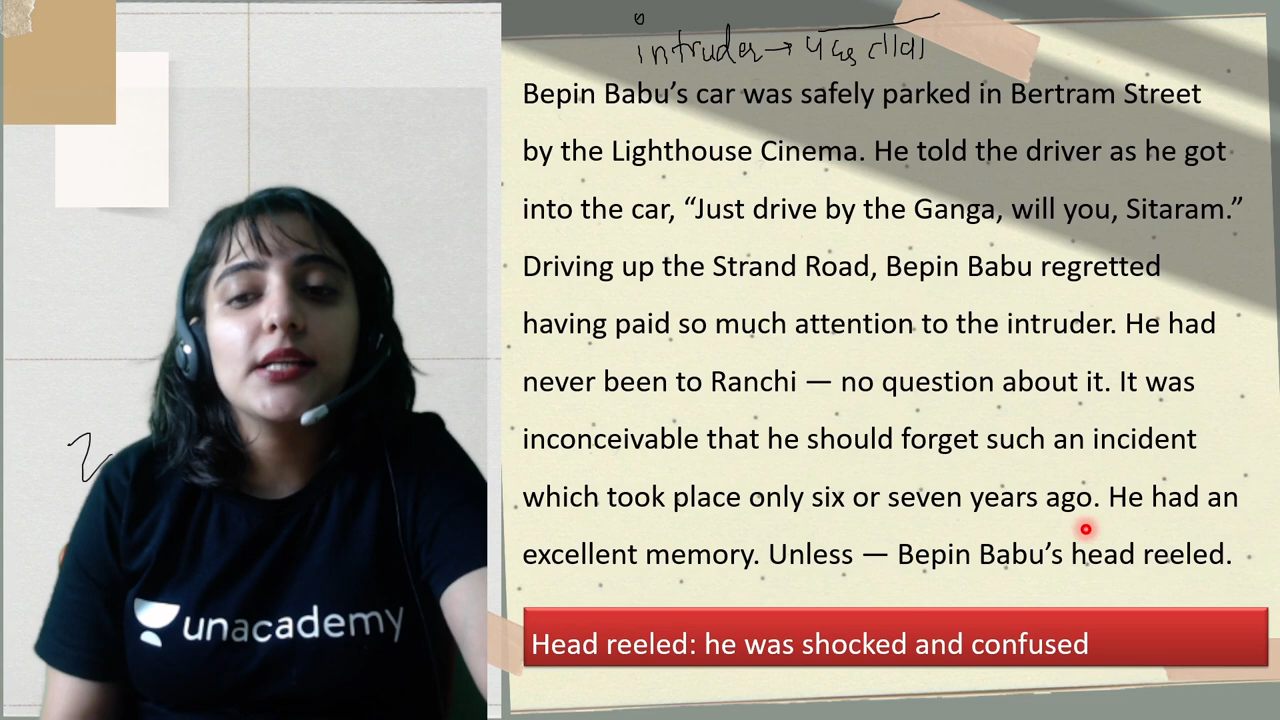 intruder→
Bepin Babu’s car was safely parked in Bertram Street
by the Lighthouse Cinema. He told the driver as he got
into the car, “Just drive by the Ganga, will you, Sitaram.”
Driving up the Strand Road, Bepin Babu regretted
having paid so much attention to the intruder. He had
never been to Ranchi — no question about it. It was
inconceivable that he should forget such an incident
which took place only six or seven years ago. He had an
excellent memory. Unless — Bepin Babu’s head reeled.
Head reeled: he was shocked and confused
unacademy